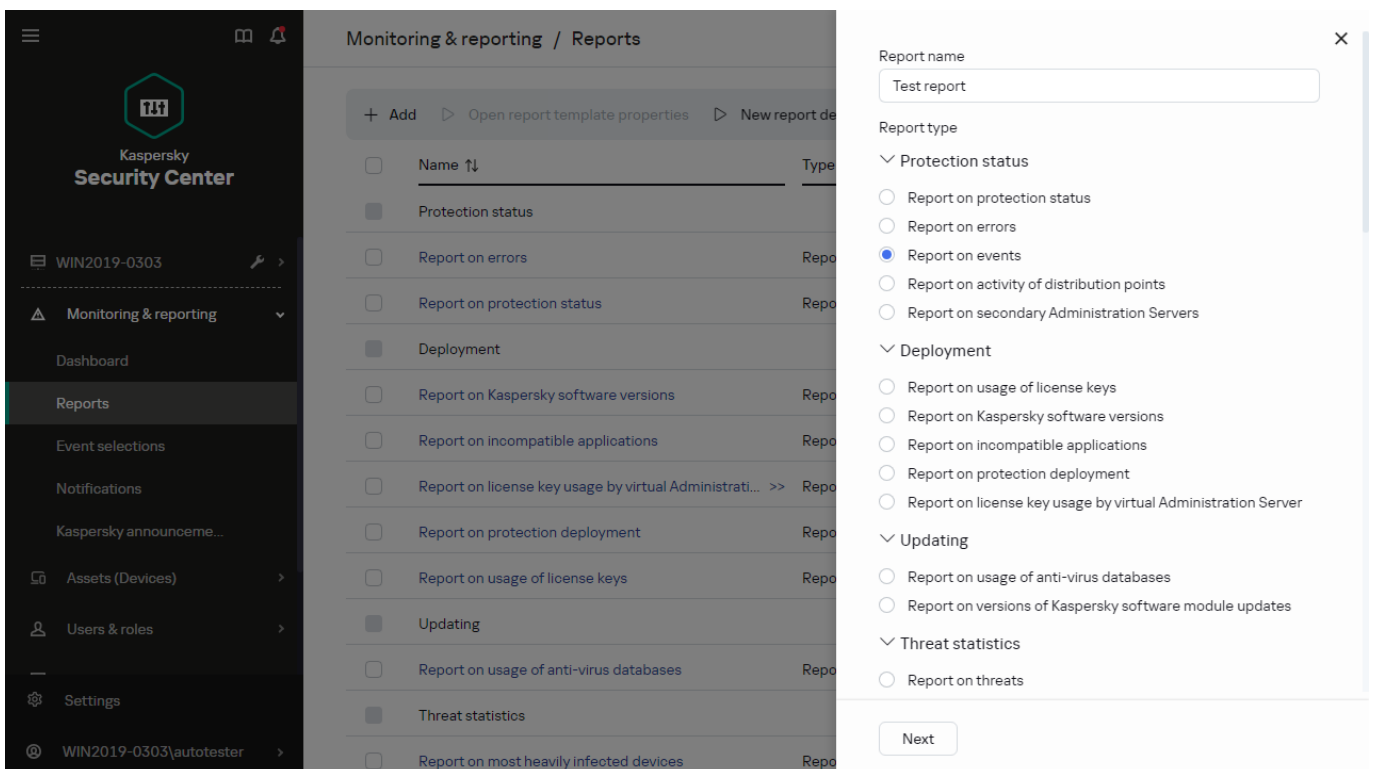 Kaspersky
Security Center
WIN2019-0303
Monitoring & reporting
Dashboard
Reports
Event selections
Notifications
Kaspersky announceme...
Assets (Devices)
Users & roles
Settings
WIN2019-0303\autotester
Monitoring & reporting / Reports
+ Add Open report template properties New report de
Name Type
Protection status
Report on errors Repo
Report on protection status Repo
Deployment
Report on Kaspersky software versions Repo
Report on incompatible applications Repo
Report on license key usage by virtual Administrati... >> Repo
Report on protection deployment Repo
Report on usage of license keys Repo
Updating
Report on usage of anti-virus databases Repo
Threat statistics
Report on most heavily infected devices Repo
Report name
Test report
Report type
Protection status
Report on protection status
Report on errors
Report on events
Report on activity of distribution points
Report on secondary Administration Servers
Deployment
Report on usage of license keys
Report on Kaspersky software versions
Report on incompatible applications
Report on protection deployment
Report on license key usage by virtual Administration Server
Updating
Report on usage of anti-virus databases
Report on versions of Kaspersky software module updates
Threat statistics
Report on threats
Next